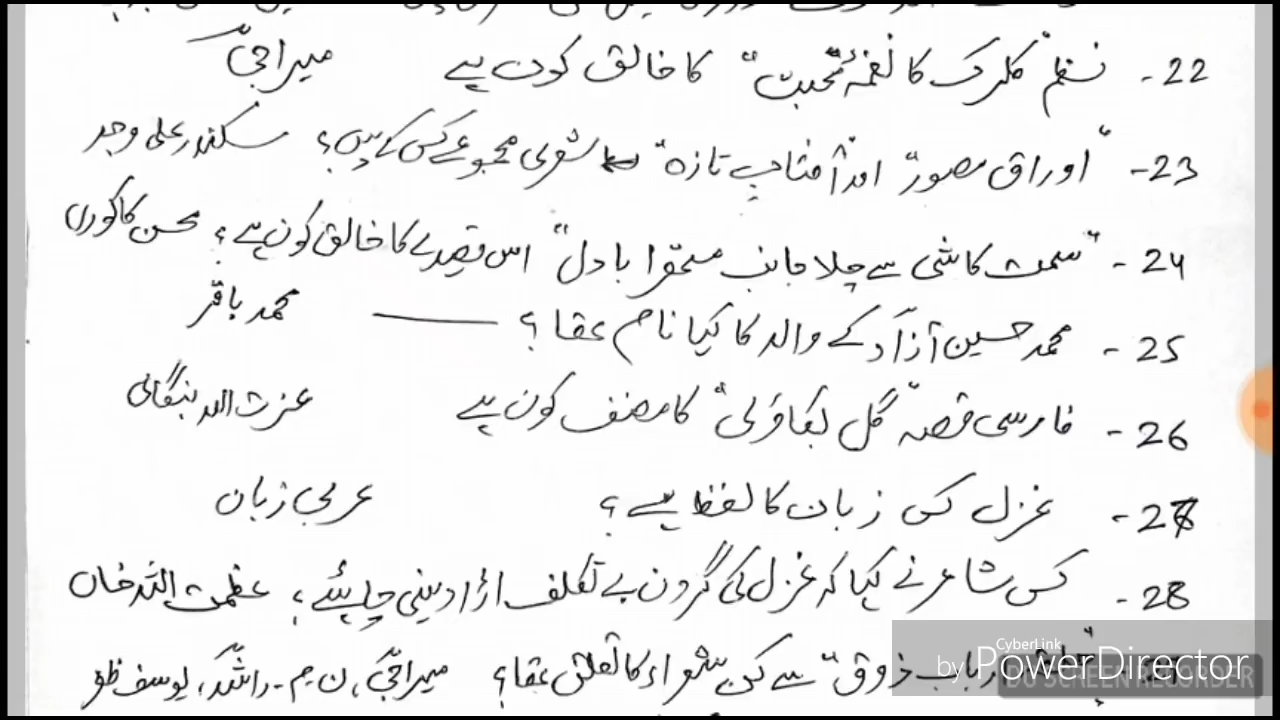 22- نظم "کلرک کا نغمۂ محبت" کا خالق کون ہے میراجی
23- "اوراق مصور" اور "آفتاب تازہ" شعری مجموعے کس کے ہیں؟ سکندر علی وجد
24- "سمت کاشی سے چلا جانب متھرا بادل" اس قصیدے کا خالق کون ہے؟ محسن کاکوری
25- محمد حسین آزاد کے والد کا کیا نام تھا؟ محمد باقر
26- فارسی قصہ "گل بکاؤلی" کا مصنف کون ہے عزت اللہ بنگالی
27- غزل کس زبان کا لفظ ہے؟ عربی زبان
28- کس شاعر نے کہا کہ غزل کی گردن بے تکلف اڑا دینی چاہئے؟ عظمت اللہ خاں
ارباب ذوق" سے کن شعراء کا تعلق تھا؟ میراجی، ن۔م۔راشد، یوسف ظفر
CyberLink
by PowerDirector
DU SCREEN RECORDER